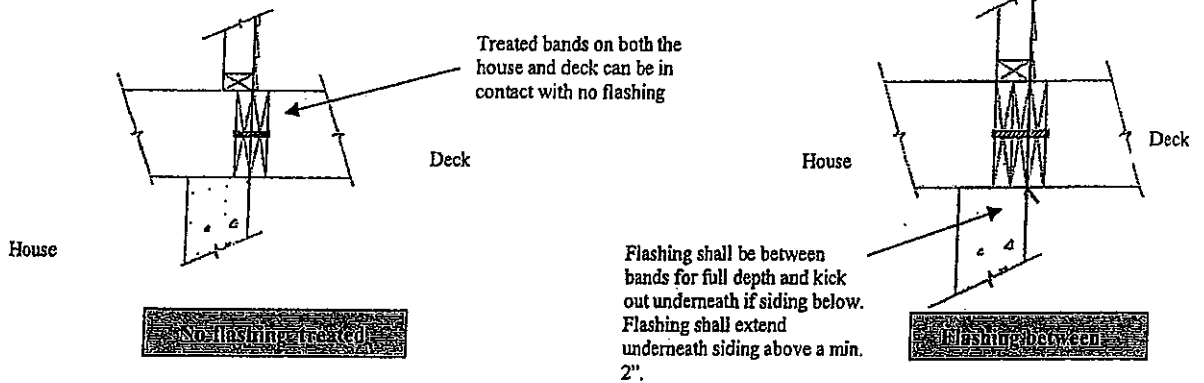 Treated bands on both the
house and deck can be in
contact with no flashing
Deck
House
No flashing-treated
House
Deck
Flashing shall be between
bands for full depth and kick
out underneath if siding below.
Flashing shall extend
underneath siding above a min.
2".
Flashing between